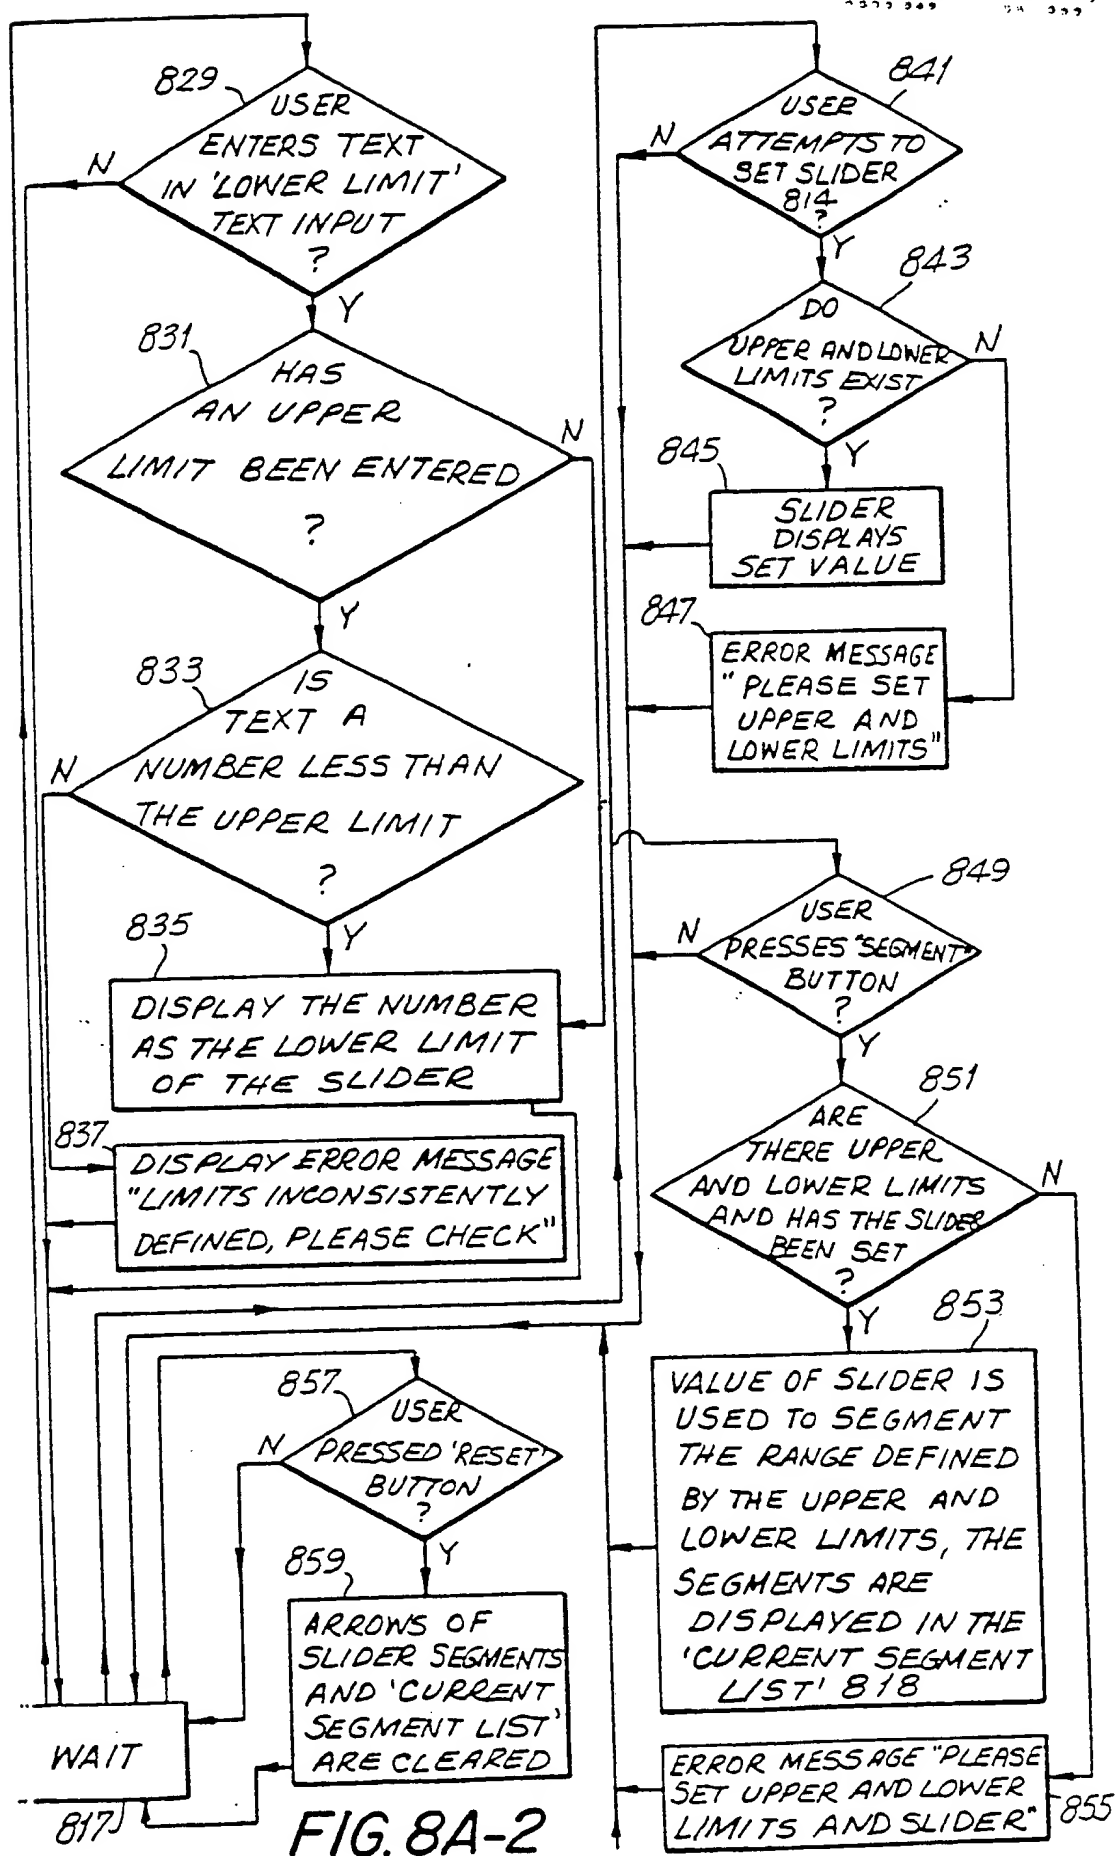 829
USER
ENTERS TEXT
IN 'LOWER LIMIT'
TEXT INPUT
?
N
Y
831
HAS
AN UPPER
LIMIT BEEN ENTERED
?
N
Y
833
IS
TEXT A
NUMBER LESS THAN
THE UPPER LIMIT
?
N
Y
835
DISPLAY THE NUMBER
AS THE LOWER LIMIT
OF THE SLIDER
837
DISPLAY ERROR MESSAGE
"LIMITS INCONSISTENTLY
DEFINED, PLEASE CHECK"
841
USER
ATTEMPTS TO
SET SLIDER
814
?
N
Y
843
DO
UPPER AND LOWER
LIMITS EXIST
?
N
Y
845
SLIDER
DISPLAYS
SET VALUE
847
ERROR MESSAGE
"PLEASE SET
UPPER AND
LOWER LIMITS"
849
USER
PRESSES "SEGMENT"
BUTTON
?
N
Y
851
ARE
THERE UPPER
AND LOWER LIMITS
AND HAS THE SLIDER
BEEN SET
?
N
Y
853
VALUE OF SLIDER IS
USED TO SEGMENT
THE RANGE DEFINED
BY THE UPPER AND
LOWER LIMITS, THE
SEGMENTS ARE
DISPLAYED IN THE
'CURRENT SEGMENT
LIST' 818
ERROR MESSAGE "PLEASE
SET UPPER AND LOWER
LIMITS AND SLIDER"
855
857
USER
PRESSED 'RESET'
BUTTON
?
N
Y
859
ARROWS OF
SLIDER SEGMENTS
AND 'CURRENT
SEGMENT LIST'
ARE CLEARED
WAIT
817
FIG. 8A-2